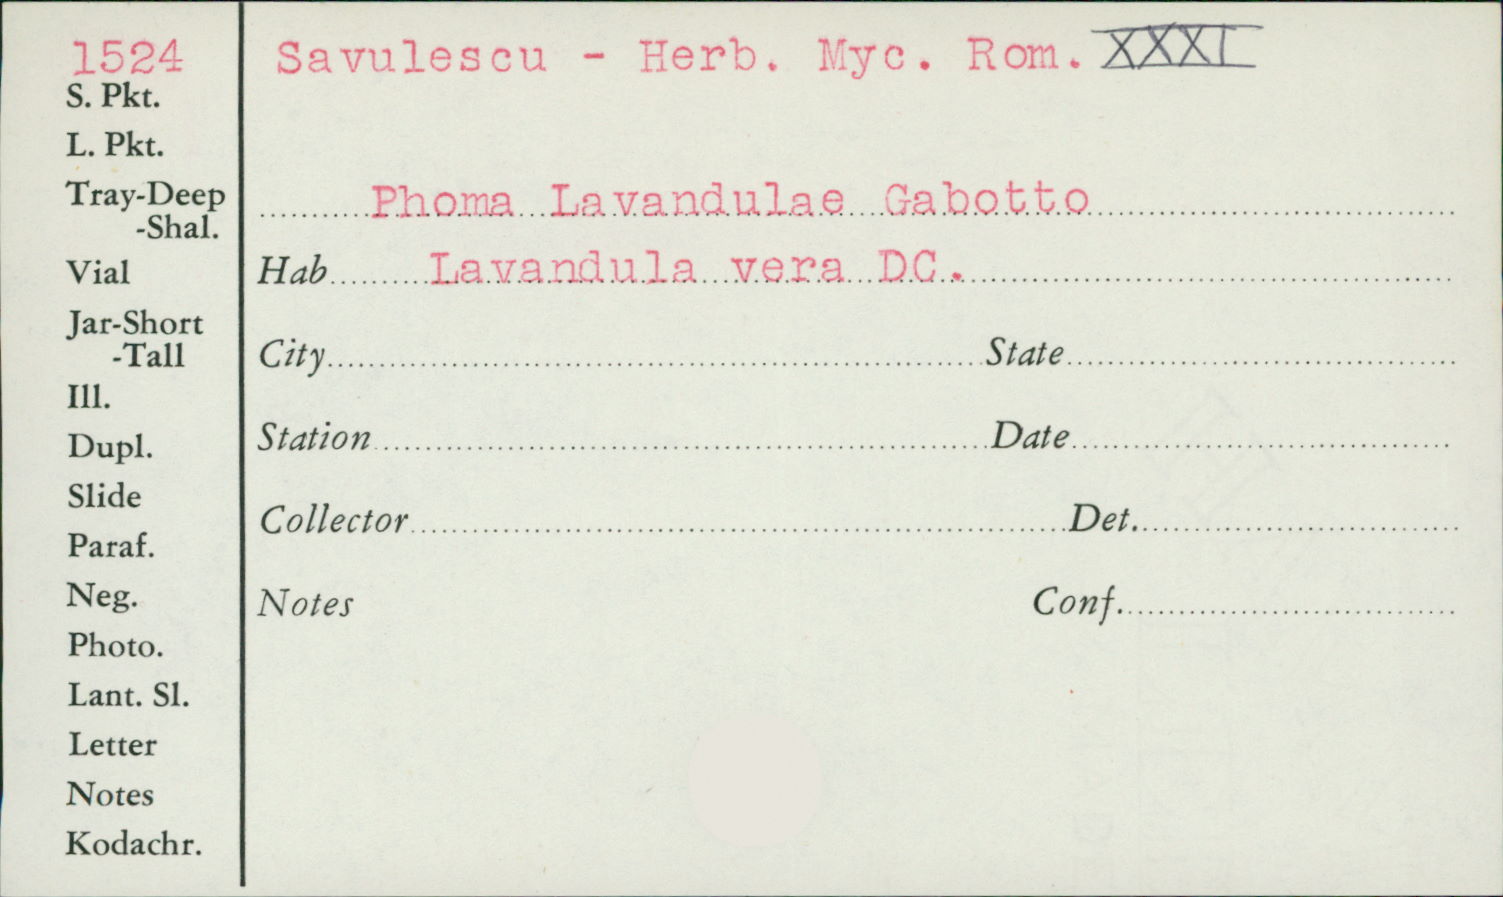 1524
S. Pkt.
L. Pkt.
Tray-Deep
-Shal.
Vial
Jar-Short
-Tall
Ill.
Dupl.
Slide
Paraf.
Neg.
Photo.
Lant. Sl.
Letter
Notes
Kodachr.
Savulescu - Herb. Myc. Rom. XXXI
Phoma Lavandulae Gabotto
Hab Lavandula vera DC.
City State
Station Date
Collector Det.
Notes Conf.